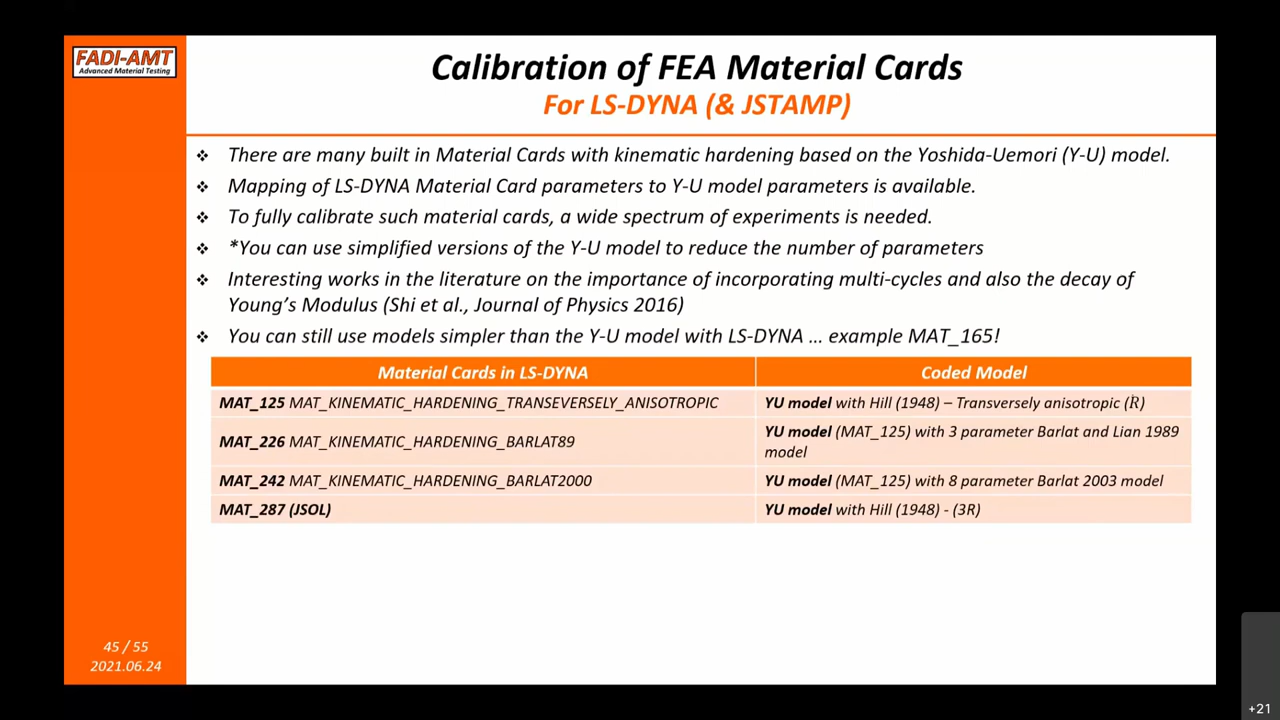 FADI-AMT
Advanced Material Testing
Calibration of FEA Material Cards
For LS-DYNA (& JSTAMP)
❖ There are many built in Material Cards with kinematic hardening based on the Yoshida-Uemori (Y-U) model.
❖ Mapping of LS-DYNA Material Card parameters to Y-U model parameters is available.
❖ To fully calibrate such material cards, a wide spectrum of experiments is needed.
❖ *You can use simplified versions of the Y-U model to reduce the number of parameters
❖ Interesting works in the literature on the importance of incorporating multi-cycles and also the decay of
Young's Modulus (Shi et al., Journal of Physics 2016)
❖ You can still use models simpler than the Y-U model with LS-DYNA … example MAT_165!
Material Cards in LS-DYNA
Coded Model
MAT_125 MAT_KINEMATIC_HARDENING_TRANSEVERSELY_ANISOTROPIC
YU model with Hill (1948) – Transversely anisotropic (Ṙ)
MAT_226 MAT_KINEMATIC_HARDENING_BARLAT89
YU model (MAT_125) with 3 parameter Barlat and Lian 1989
model
MAT_242 MAT_KINEMATIC_HARDENING_BARLAT2000
YU model (MAT_125) with 8 parameter Barlat 2003 model
MAT_287 (JSOL)
YU model with Hill (1948) - (3R)
45 / 55
2021.06.24
+21